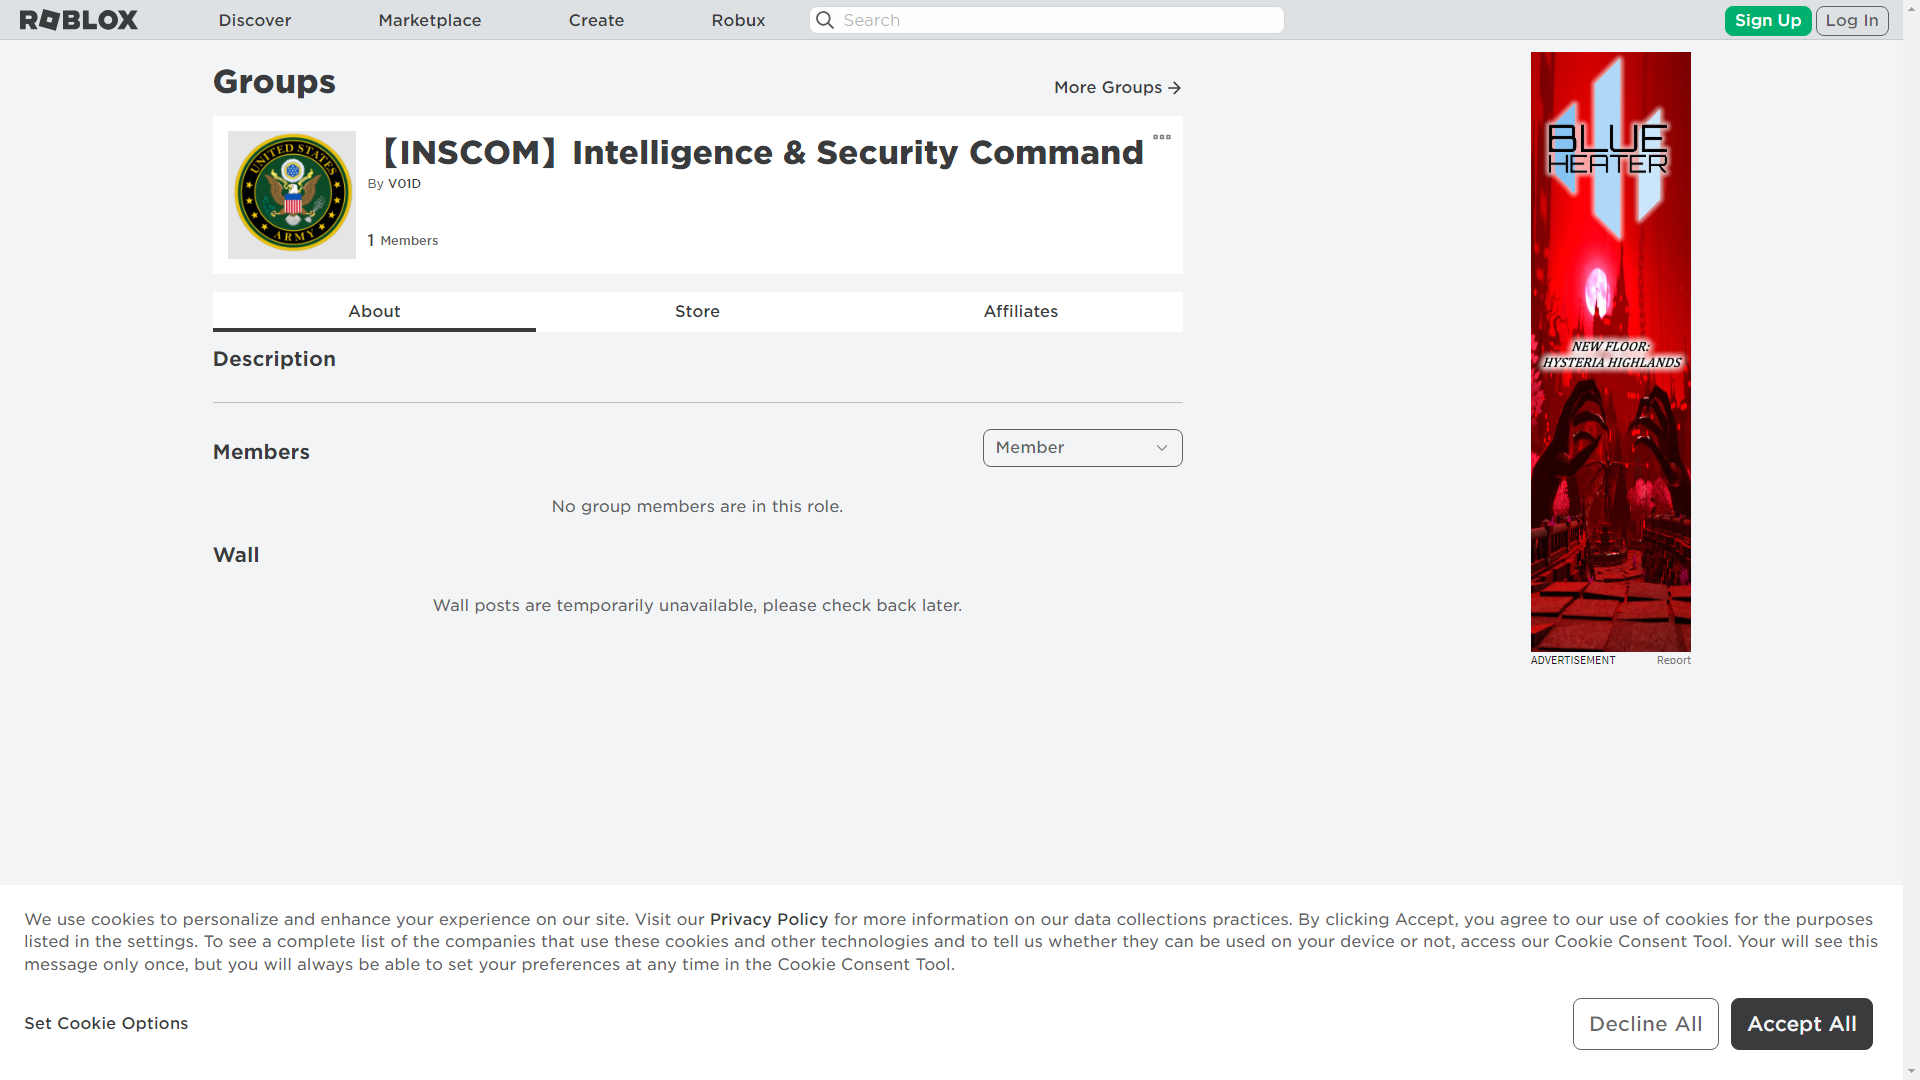 ROBLOX Discover Marketplace Create Robux Search Sign Up Log In
Groups
More Groups
【INSCOM】Intelligence & Security Command
By V01D
1 Members
UNITED STATES
ARMY
About Store Affiliates
Description
Members
Member
No group members are in this role.
Wall
Wall posts are temporarily unavailable, please check back later.
BLUE
HEATER
NEW FLOOR:
HYSTERIA HIGHLANDS
ADVERTISEMENT Report
We use cookies to personalize and enhance your experience on our site. Visit our Privacy Policy for more information on our data collections practices. By clicking Accept, you agree to our use of cookies for the purposes
listed in the settings. To see a complete list of the companies that use these cookies and other technologies and to tell us whether they can be used on your device or not, access our Cookie Consent Tool. Your will see this
message only once, but you will always be able to set your preferences at any time in the Cookie Consent Tool.
Set Cookie Options
Decline All
Accept All